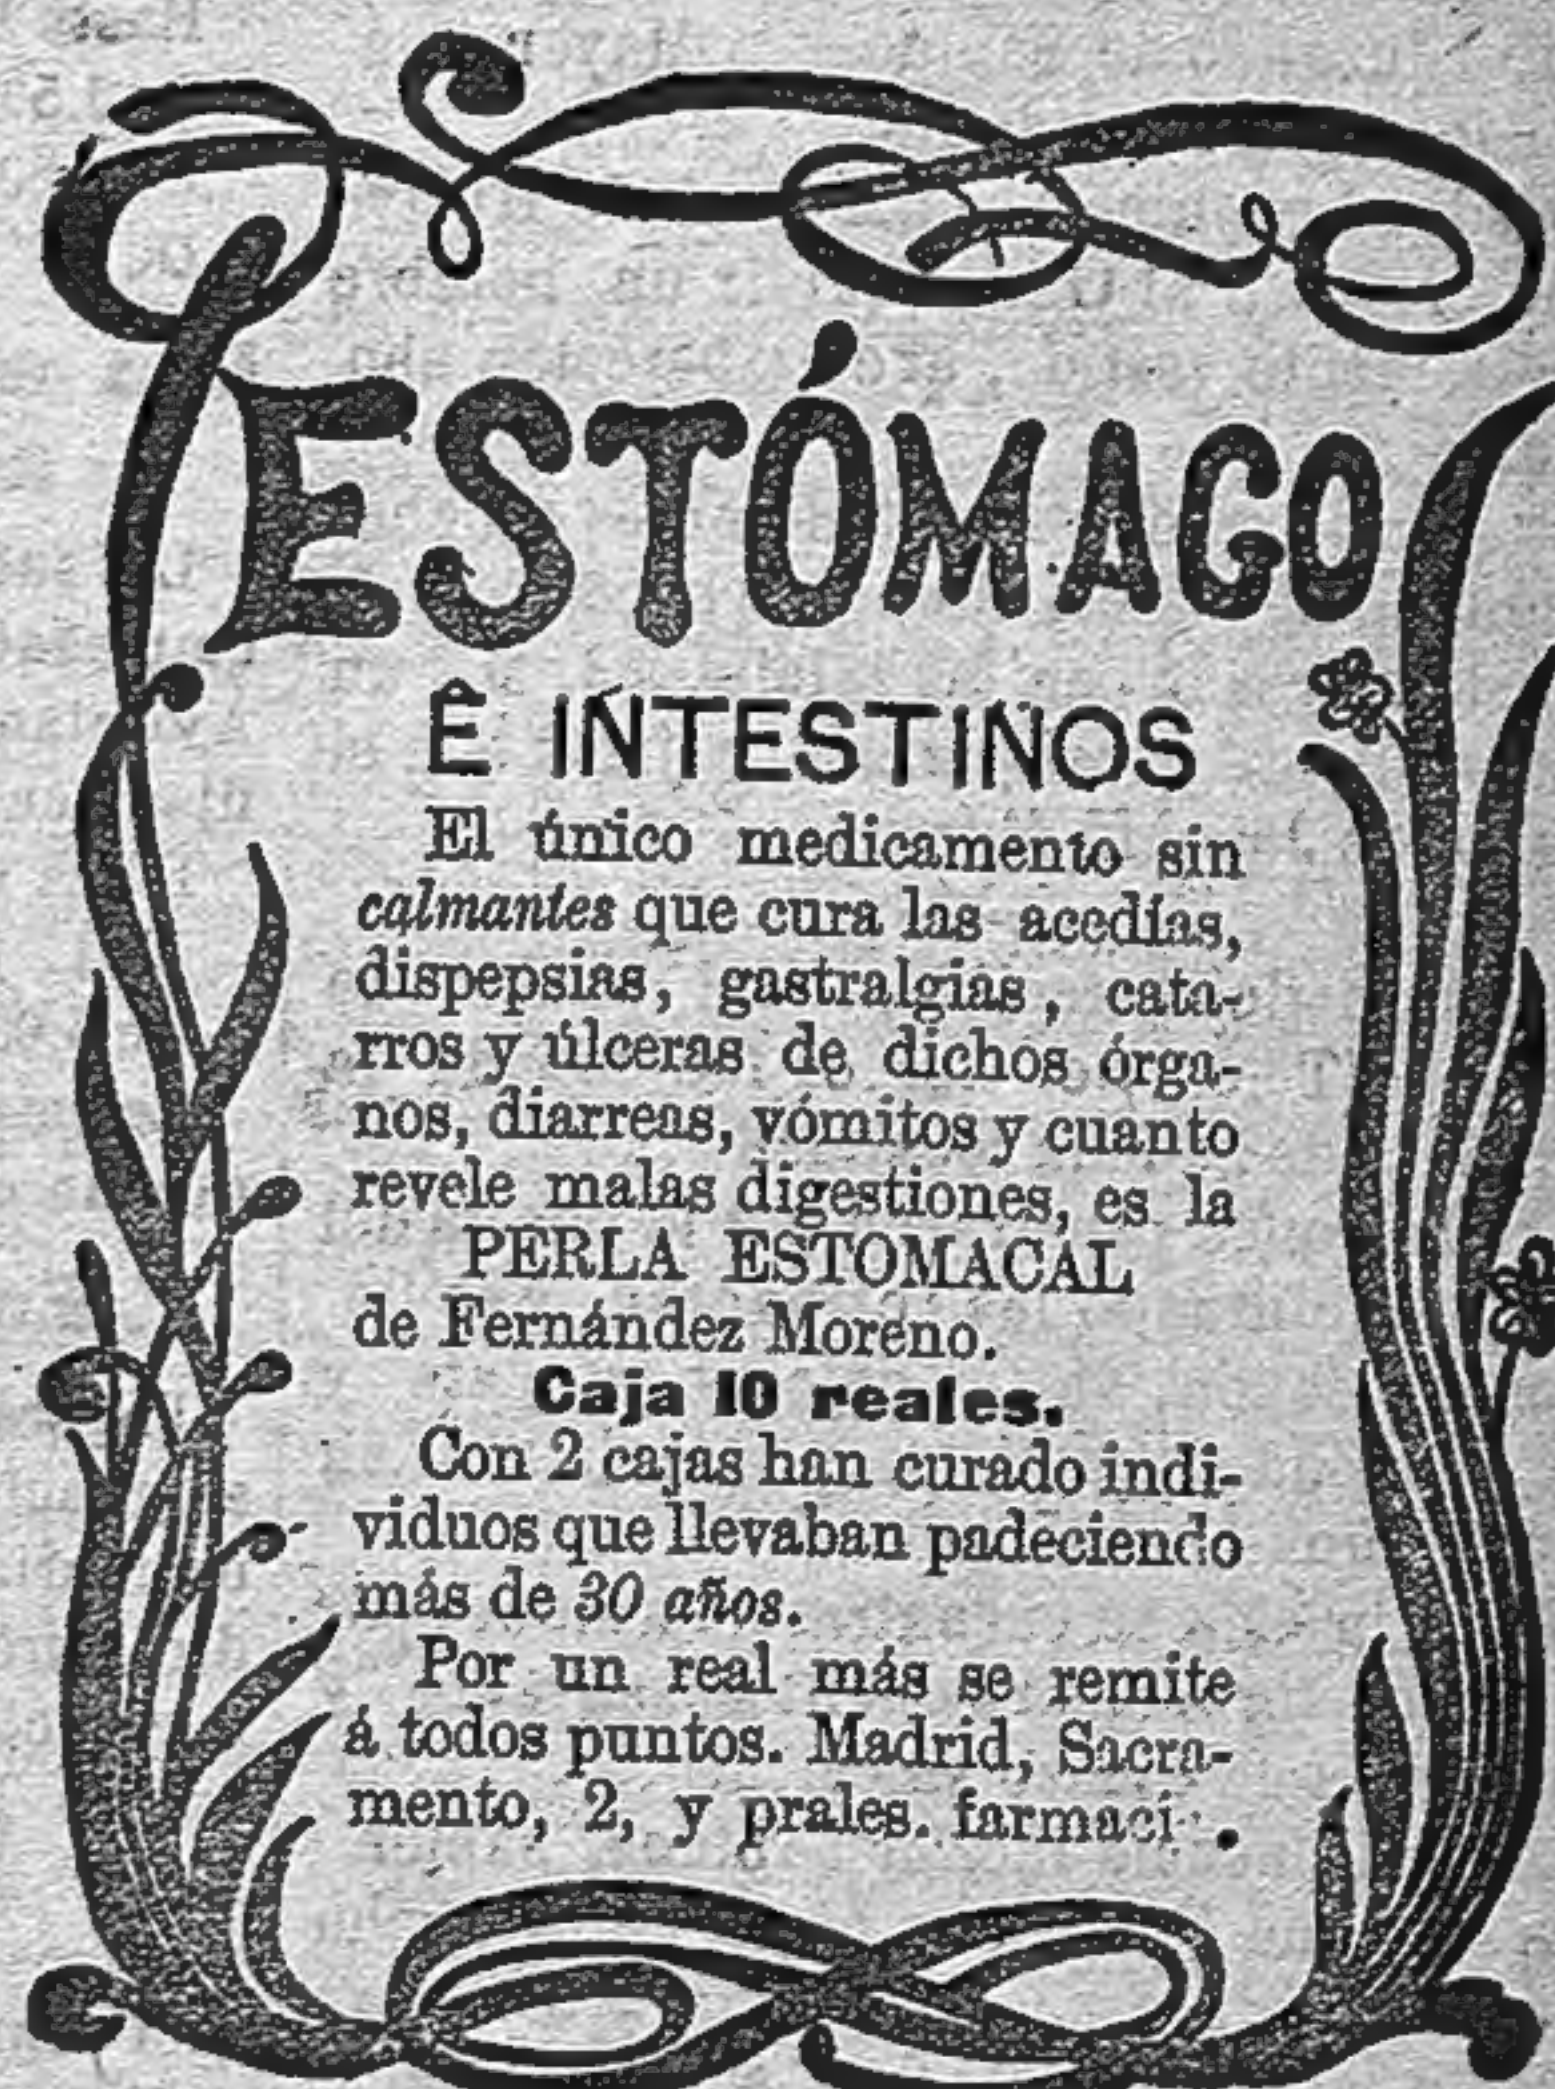 ESTÓMAGO
Ê INTESTINOS
El único medicamento sin
calmantes que cura las acedías,
dispepsias, gastralgias, cata-
rros y úlceras de dichos órga-
nos, diarreas, vómitos y cuanto
revele malas digestiones, es la
PERLA ESTOMACAL
de Fernández Moreno.
Caja 10 reales.
Con 2 cajas han curado indi-
viduos que llevaban padeciendo
más de 30 años.
Por un real más se remite
á todos puntos. Madrid, Sacra-
mento, 2, y prales.